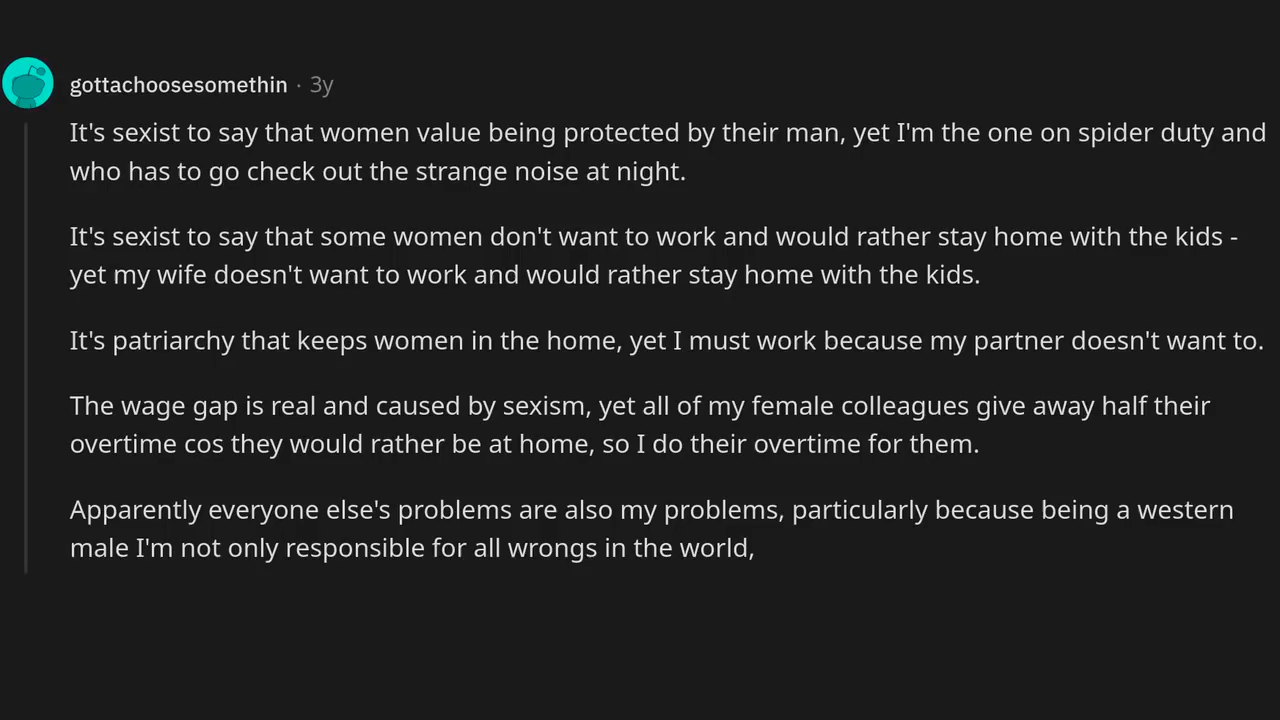 gottachoosesomethin · 3y
It's sexist to say that women value being protected by their man, yet I'm the one on spider duty and
who has to go check out the strange noise at night.
It's sexist to say that some women don't want to work and would rather stay home with the kids -
yet my wife doesn't want to work and would rather stay home with the kids.
It's patriarchy that keeps women in the home, yet I must work because my partner doesn't want to.
The wage gap is real and caused by sexism, yet all of my female colleagues give away half their
overtime cos they would rather be at home, so I do their overtime for them.
Apparently everyone else's problems are also my problems, particularly because being a western
male I'm not only responsible for all wrongs in the world,